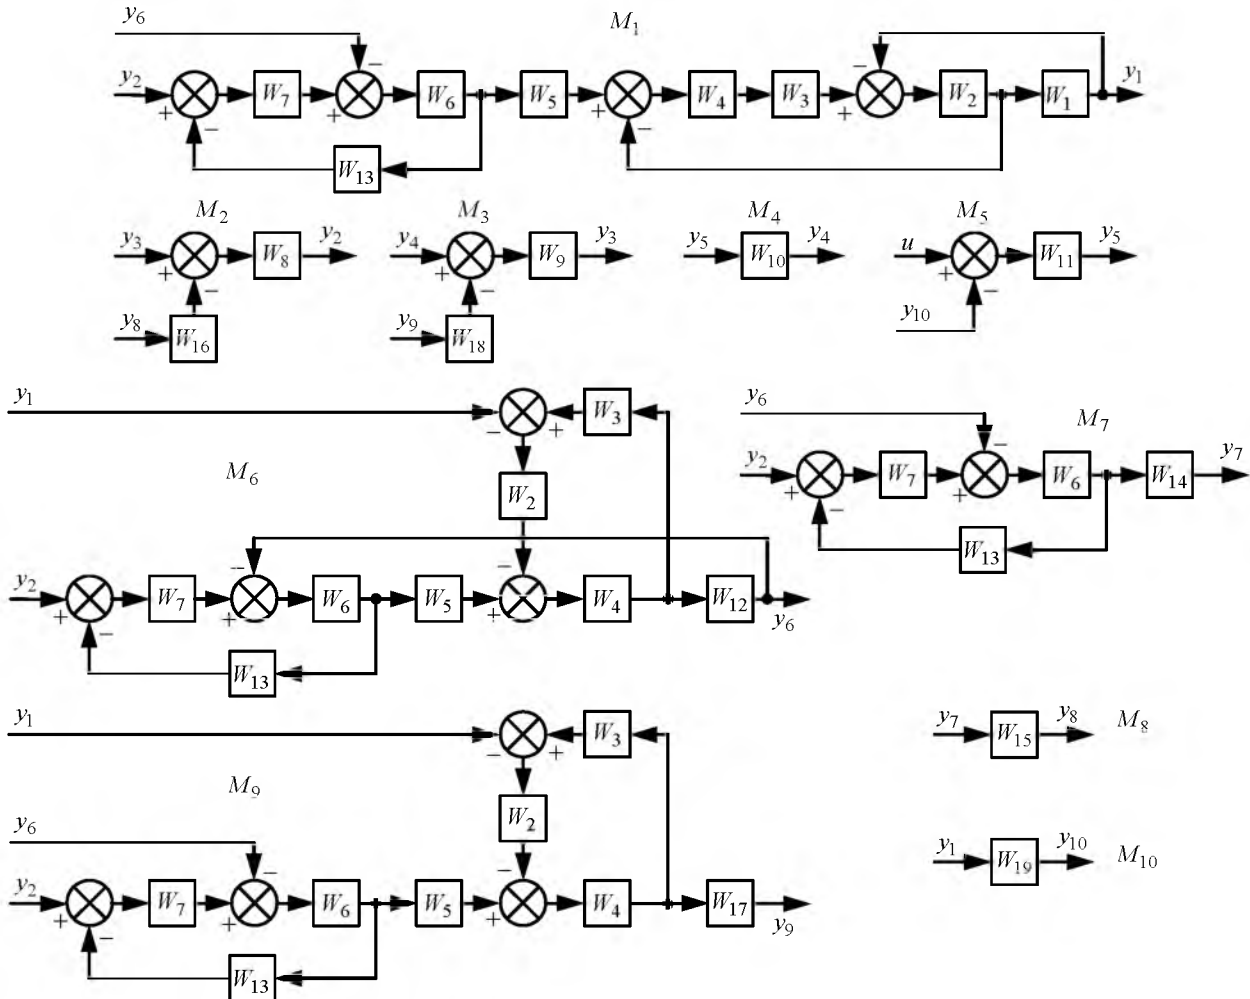 y6 M1
y2 + − W7 − + W6 W5 + − W4 W3 − + W2 W1 y1
W13
M2 M3 M4 M5
y3 + − W8 y2 y4 + − W9 y3 y5 W10 y4 u + − W11 y5
y8 W16 y9 W18 y10
y1 − + W3
y6 M7
M6 y2 + − W7 − + W6 W14 y7
W2
W13
y2 + − W7 − + W6 W5 − + W4 W12 y6
W13
y1 − + W3
y7 W15 y8 M8
M9
W2
y6
y1 W19 y10 M10
y2 + − W7 − + W6 W5 − + W4 W17 y9
W13